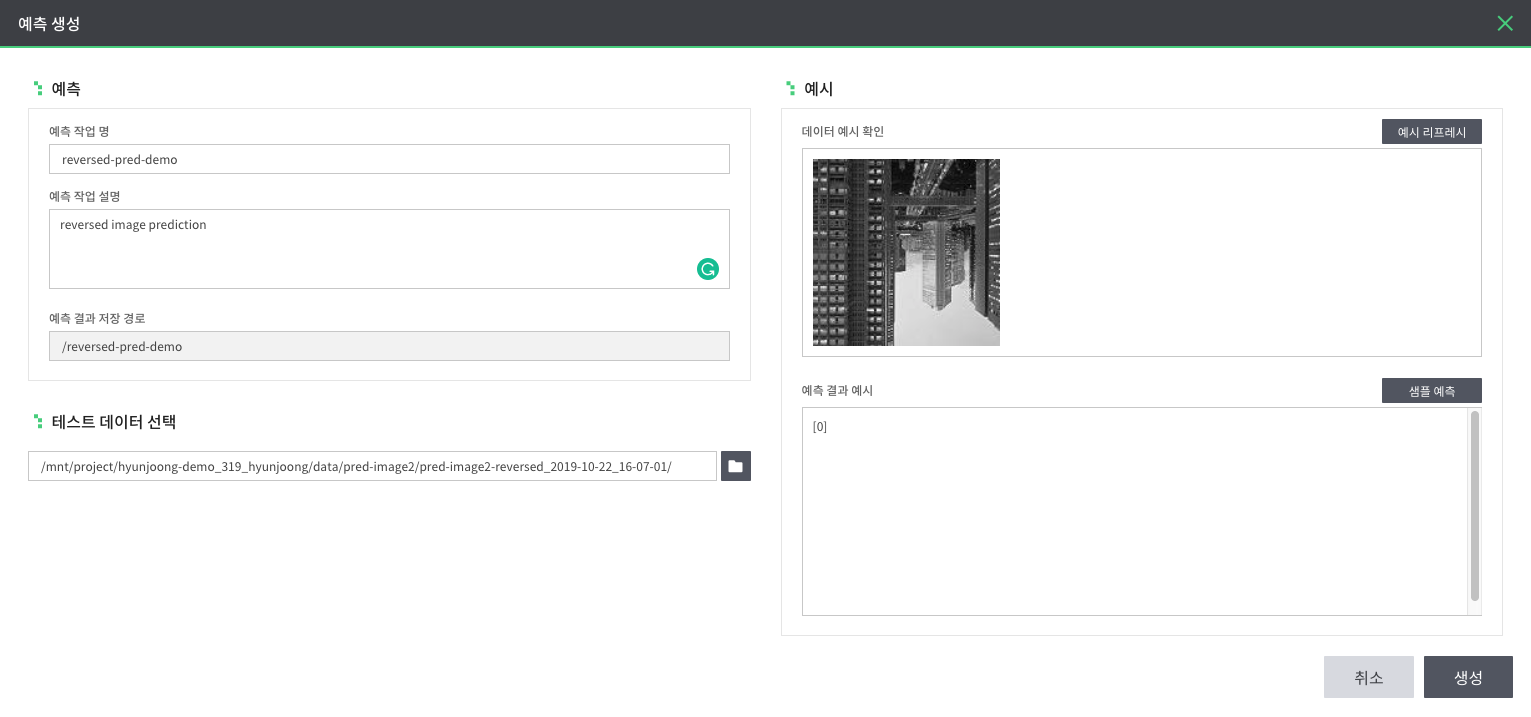 예측 생성
예측
예측 작업 명
reversed-pred-demo
예측 작업 설명
reversed image prediction
예측 결과 저장 경로
/reversed-pred-demo
테스트 데이터 선택
/mnt/project/hyunjoong-demo_319_hyunjoong/data/pred-image2/pred-image2-reversed_2019-10-22_16-07-01/
예시
데이터 예시 확인
예시 리프레시
예측 결과 예시
샘플 예측
[0]
취소
생성